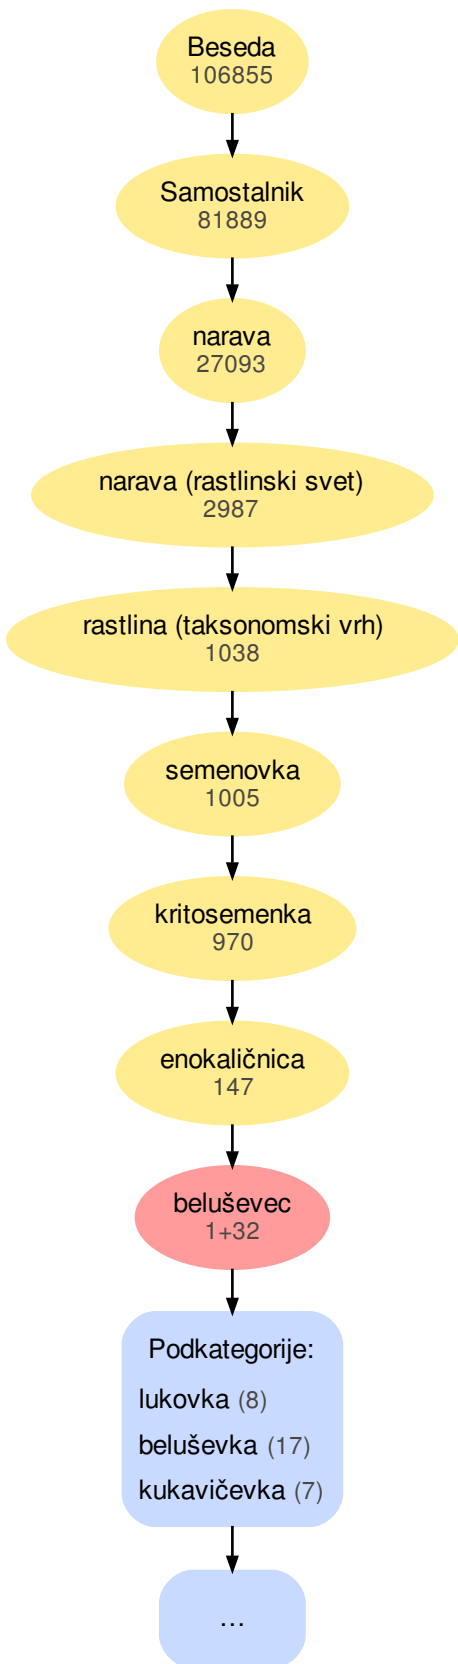 Beseda
106855
Samostalnik
81889
narava
27093
narava (rastlinski svet)
2987
rastlina (taksonomski vrh)
1038
semenovka
1005
kritosemenka
970
enokaličnica
147
beluševec
1+32
Podkategorije:
lukovka (8)
beluševka (17)
kukavičevka (7)
...